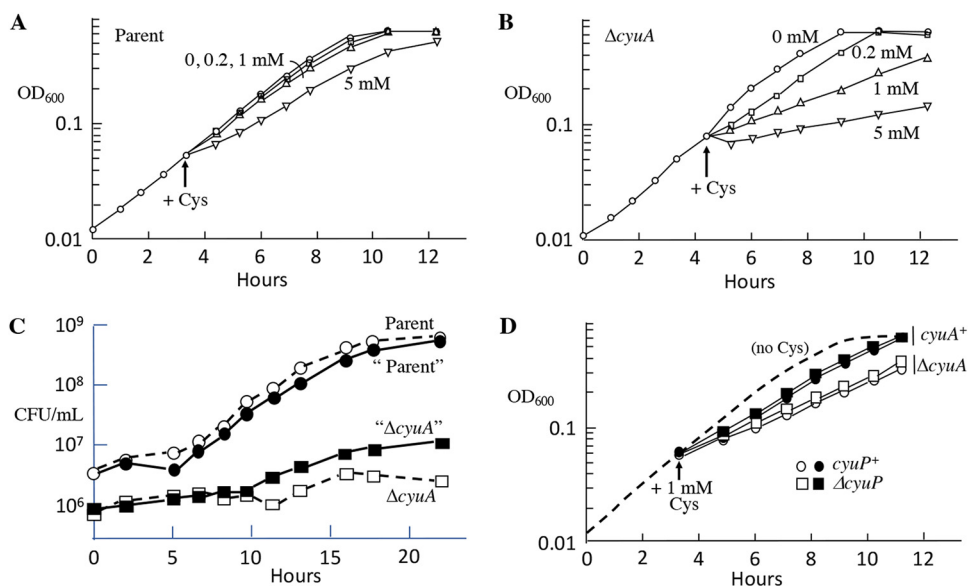 A
Parent
0, 0.2, 1 mM
5 mM
OD600
0.1
+ Cys
0.01
0 2 4 6 8 10 12
Hours
B
ΔcyuA
0 mM
0.2 mM
1 mM
5 mM
OD600
0.1
+ Cys
0.01
0 2 4 6 8 10 12
Hours
C
10⁹
10⁸
10⁷
10⁶
CFU/mL
Parent
“ Parent”
“ΔcyuA”
ΔcyuA
0 5 10 15 20
Hours
D
(no Cys)
cyuA⁺
ΔcyuA
OD600
0.1
+ 1 mM
Cys
cyuP⁺
ΔcyuP
0.01
0 2 4 6 8 10 12
Hours